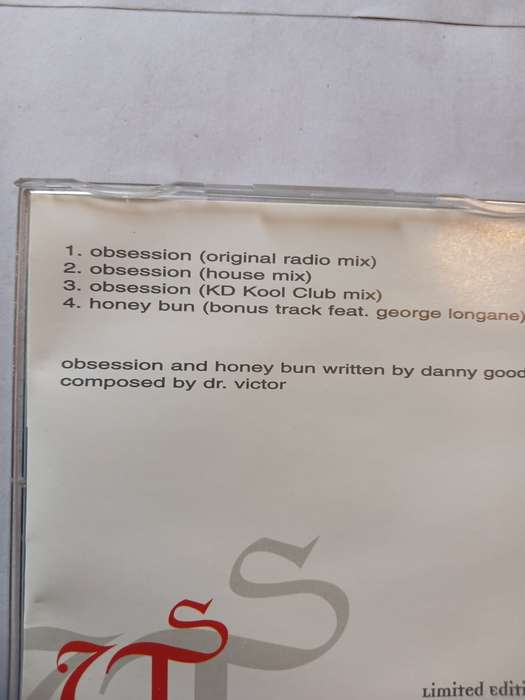 1. obsession (original radio mix)
2. obsession (house mix)
3. obsession (KD Kool Club mix)
4. honey bun (bonus track feat. george longane)
obsession and honey bun written by danny good
composed by dr. victor
Limited